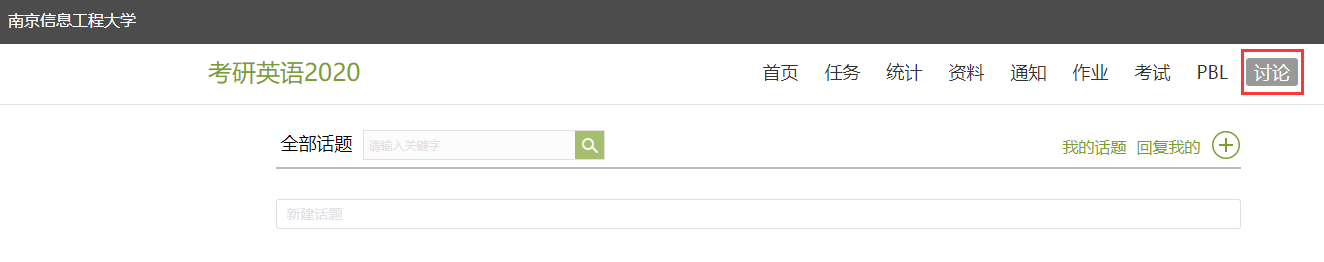 南京信息工程大学
考研英语2020 首页 任务 统计 资料 通知 作业 考试 PBL 讨论
全部话题 请输入关键字 我的话题 回复我的
新建话题